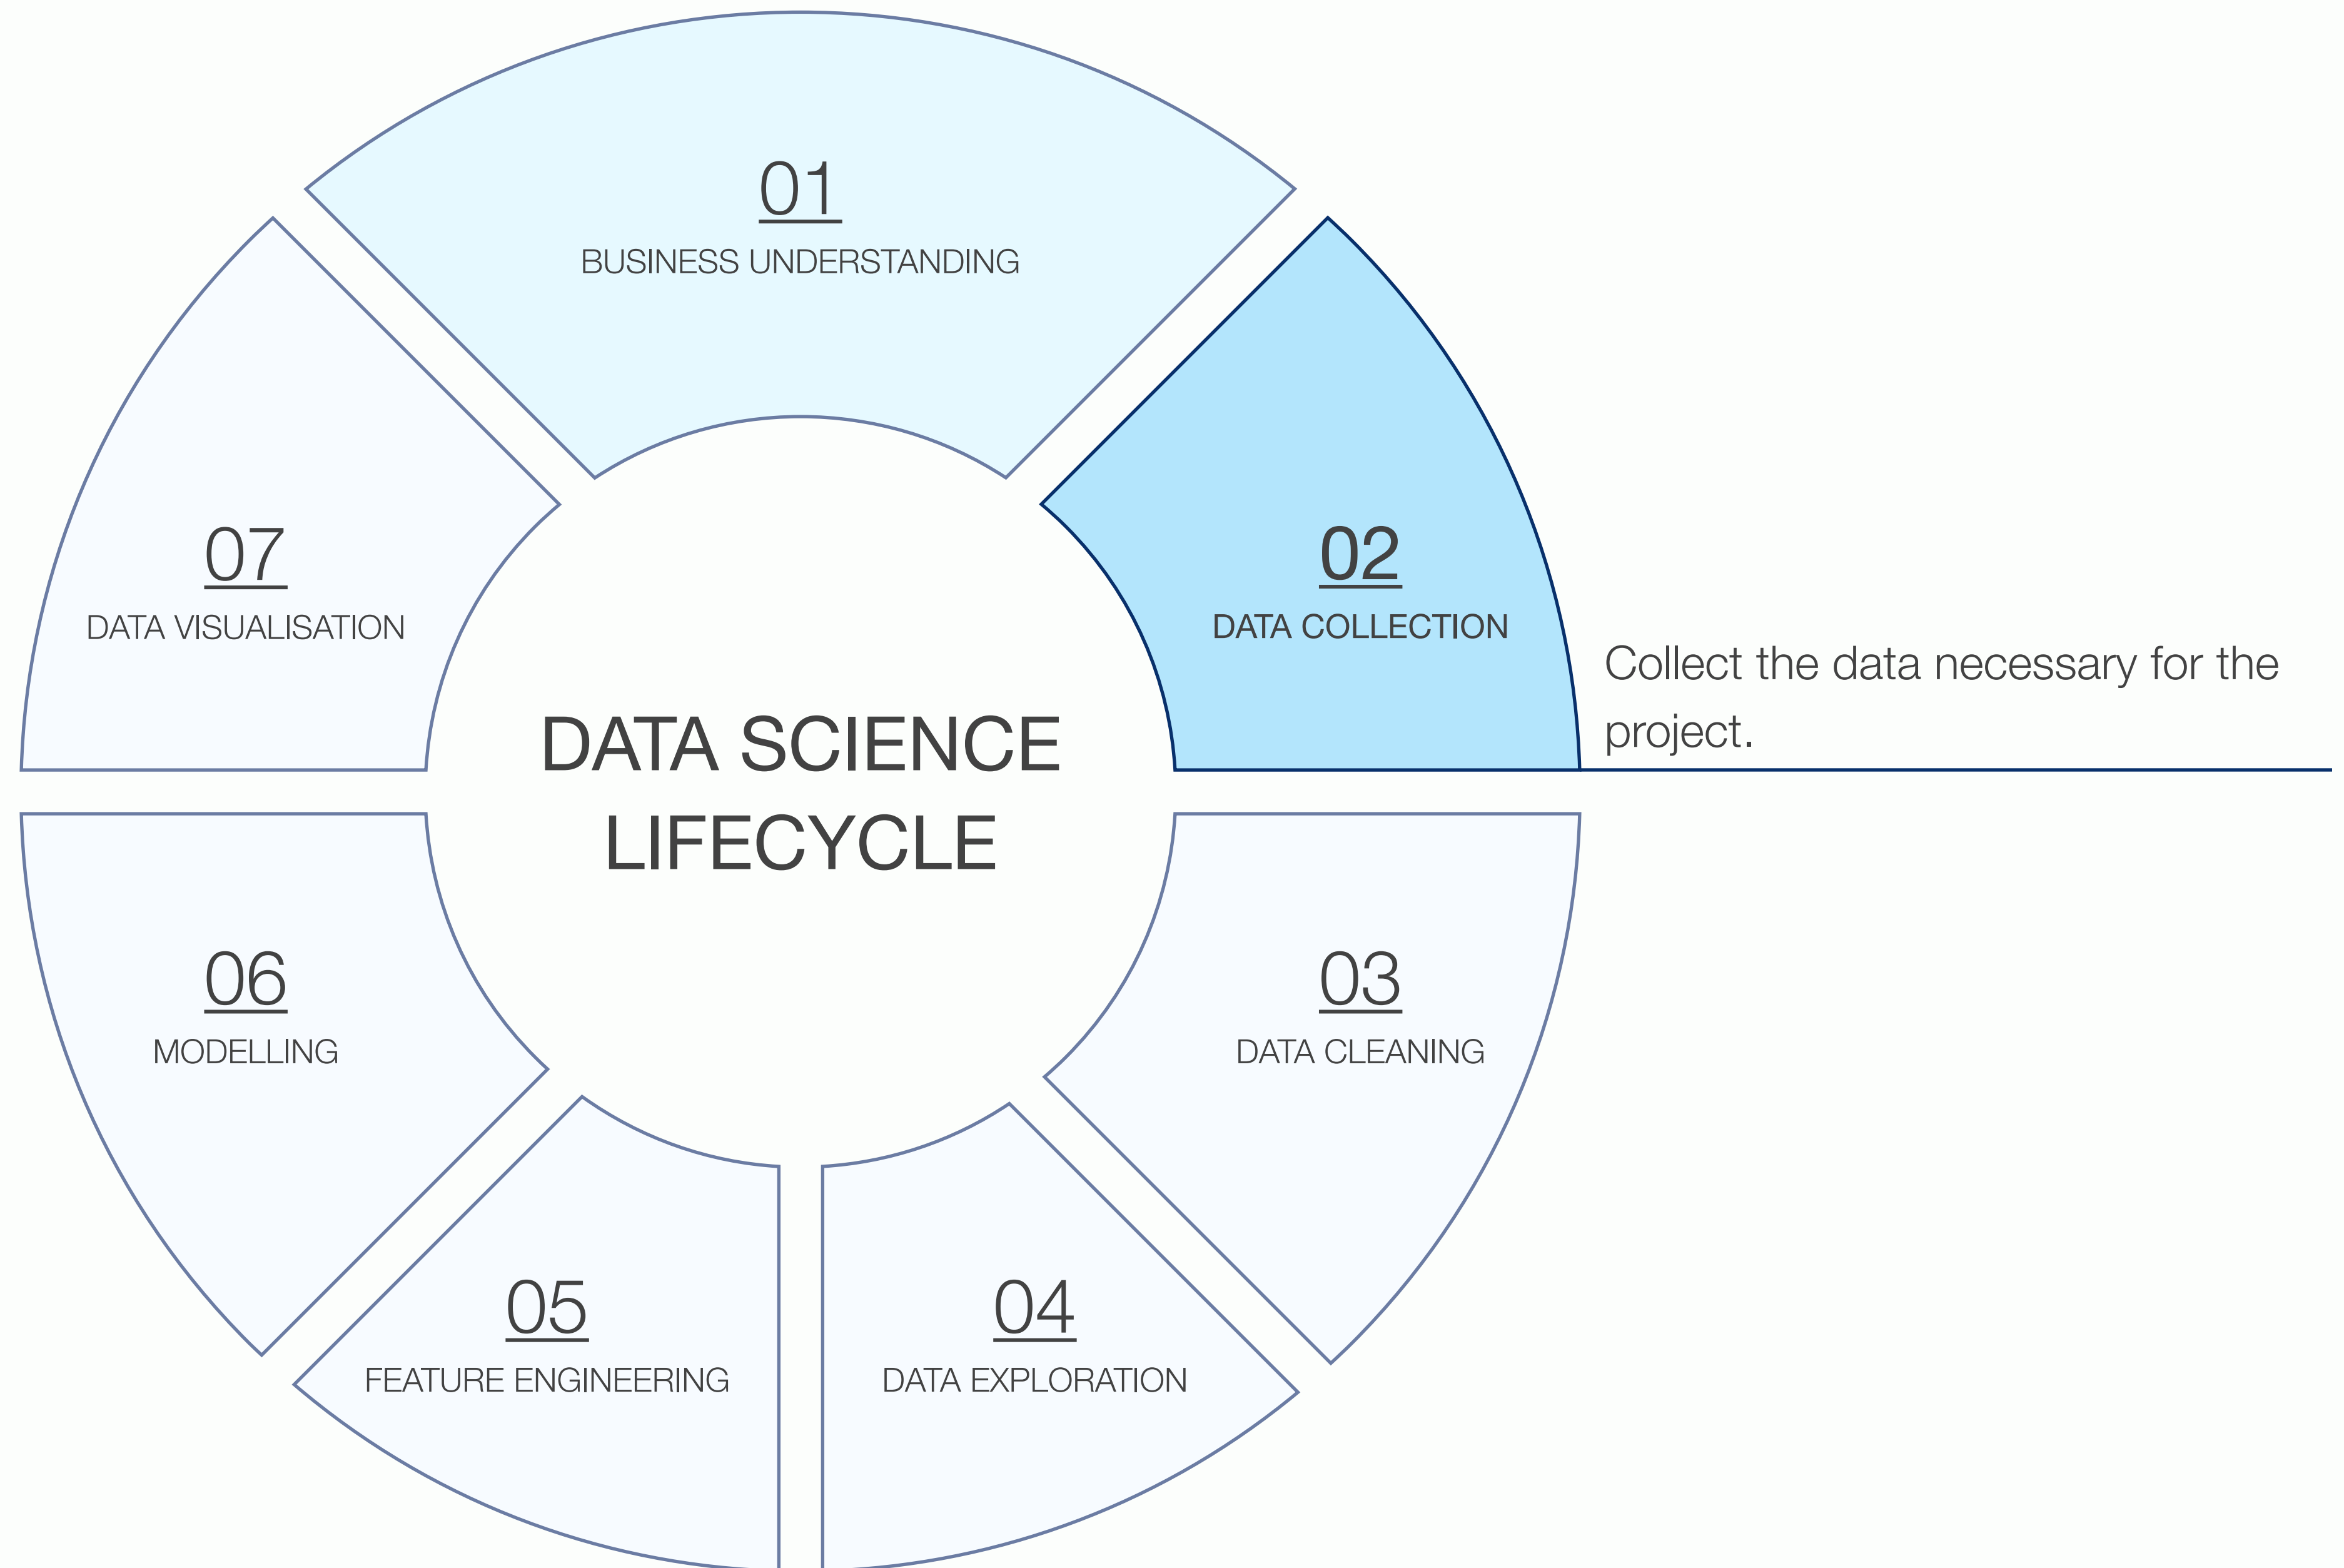 01
BUSINESS UNDERSTANDING
02
DATA COLLECTION
Collect the data necessary for the
project.
03
DATA CLEANING
04
DATA EXPLORATION
05
FEATURE ENGINEERING
06
MODELLING
07
DATA VISUALISATION
DATA SCIENCE
LIFECYCLE